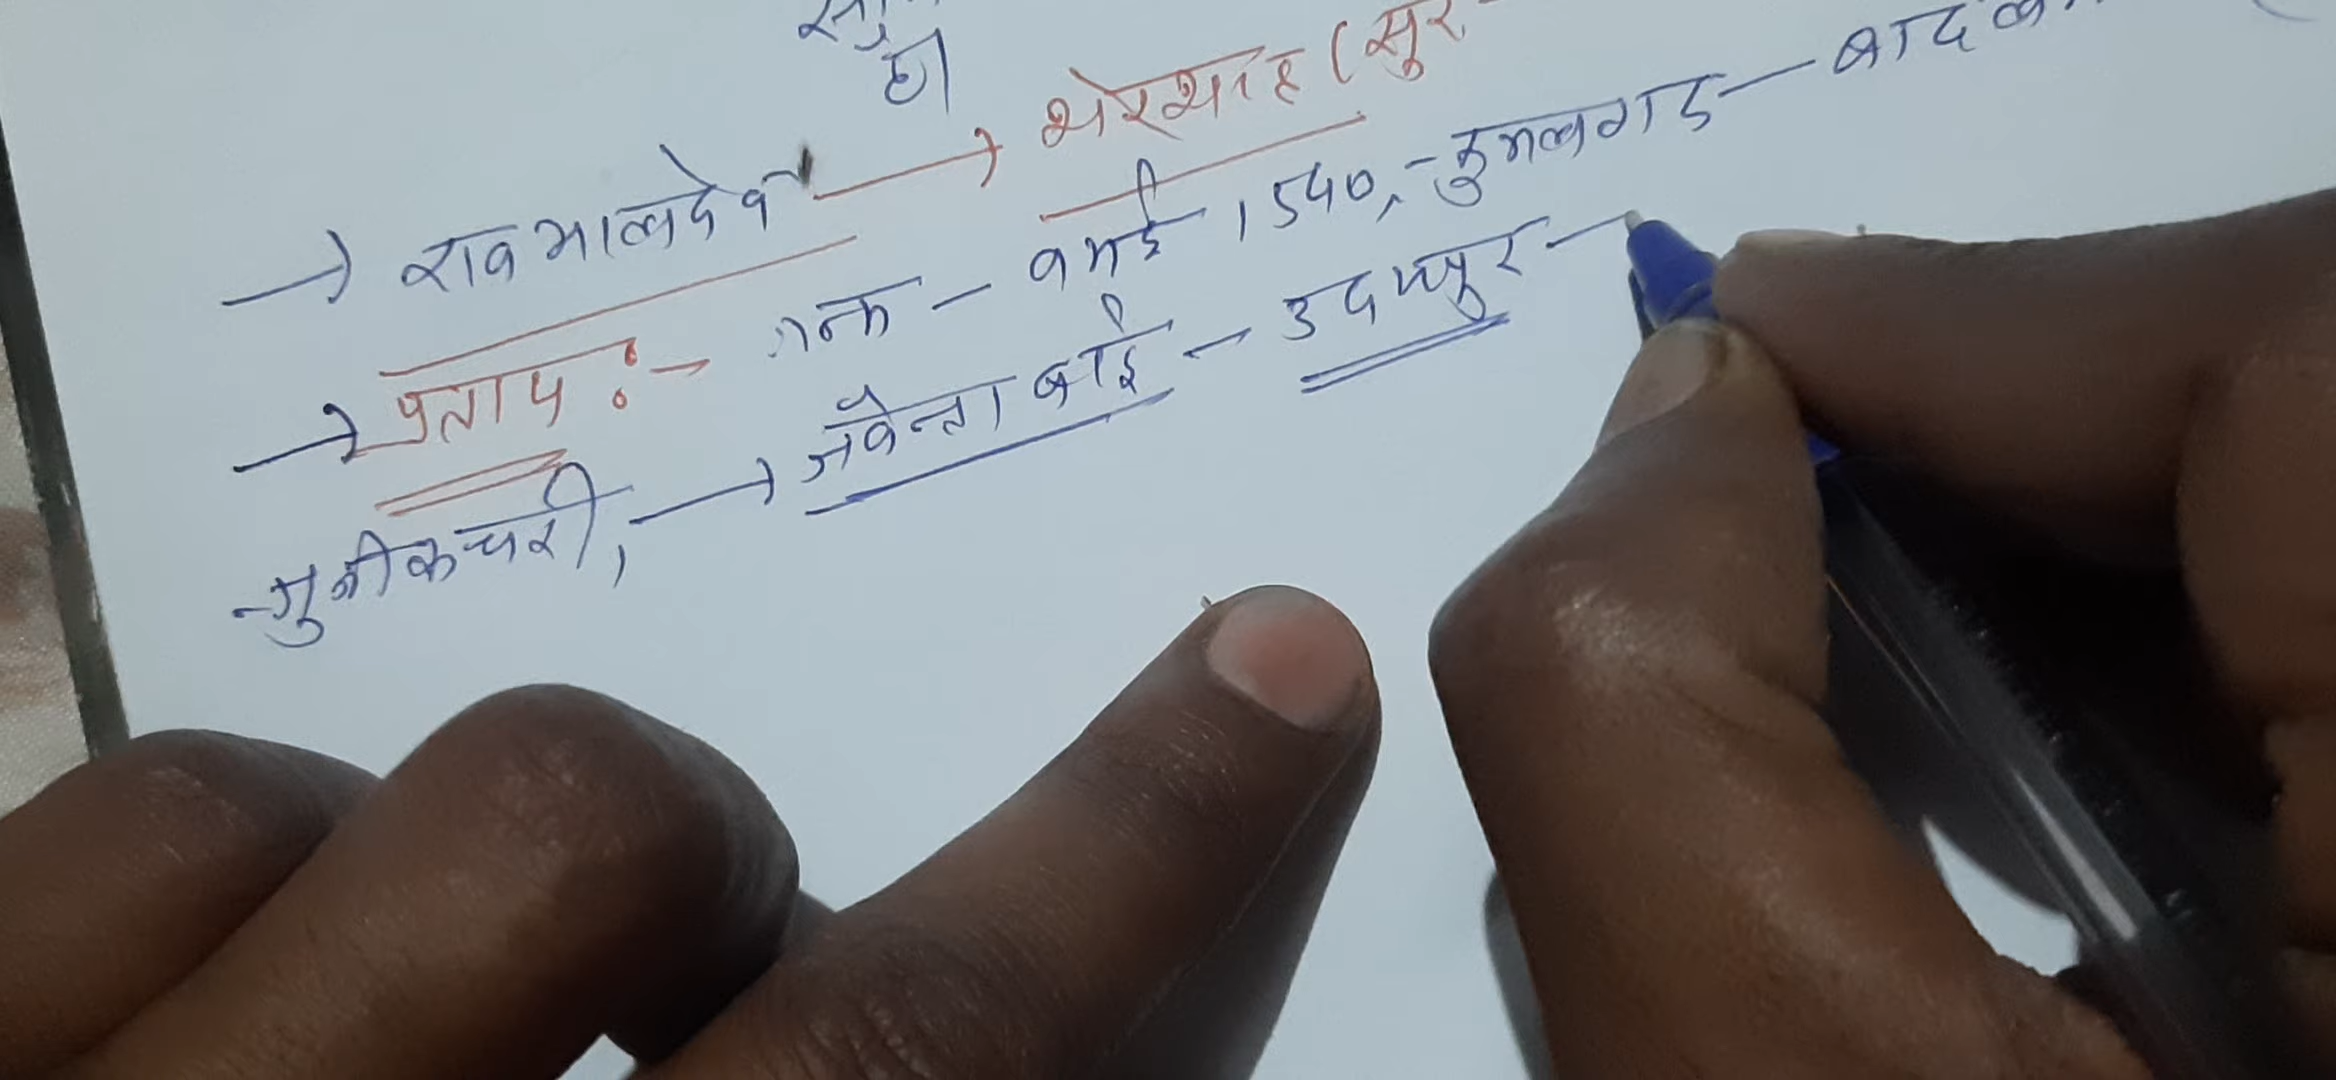 है।
→ राव मालदेव → शेरशाह (सूर
→ प्रताप :- जन्म - 9 मई 1540, - कुम्भलगढ - बादल
- जुनी कचरी, → जैवन्ता बाई - उदयपुर -